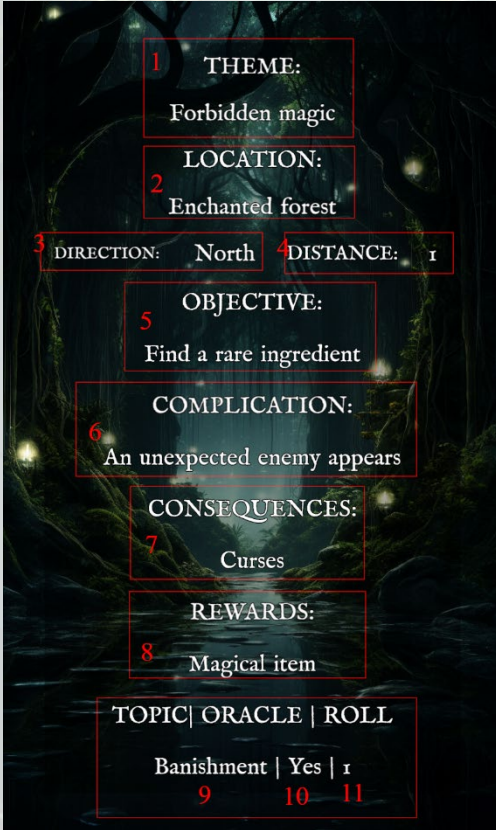 1
THEME:
Forbidden magic
2
LOCATION:
Enchanted forest
3 DIRECTION: North
4 DISTANCE: 1
5
OBJECTIVE:
Find a rare ingredient
6
COMPLICATION:
An unexpected enemy appears
7
CONSEQUENCES:
Curses
8
REWARDS:
Magical item
TOPIC| ORACLE | ROLL
Banishment | Yes | 1
9 10 11